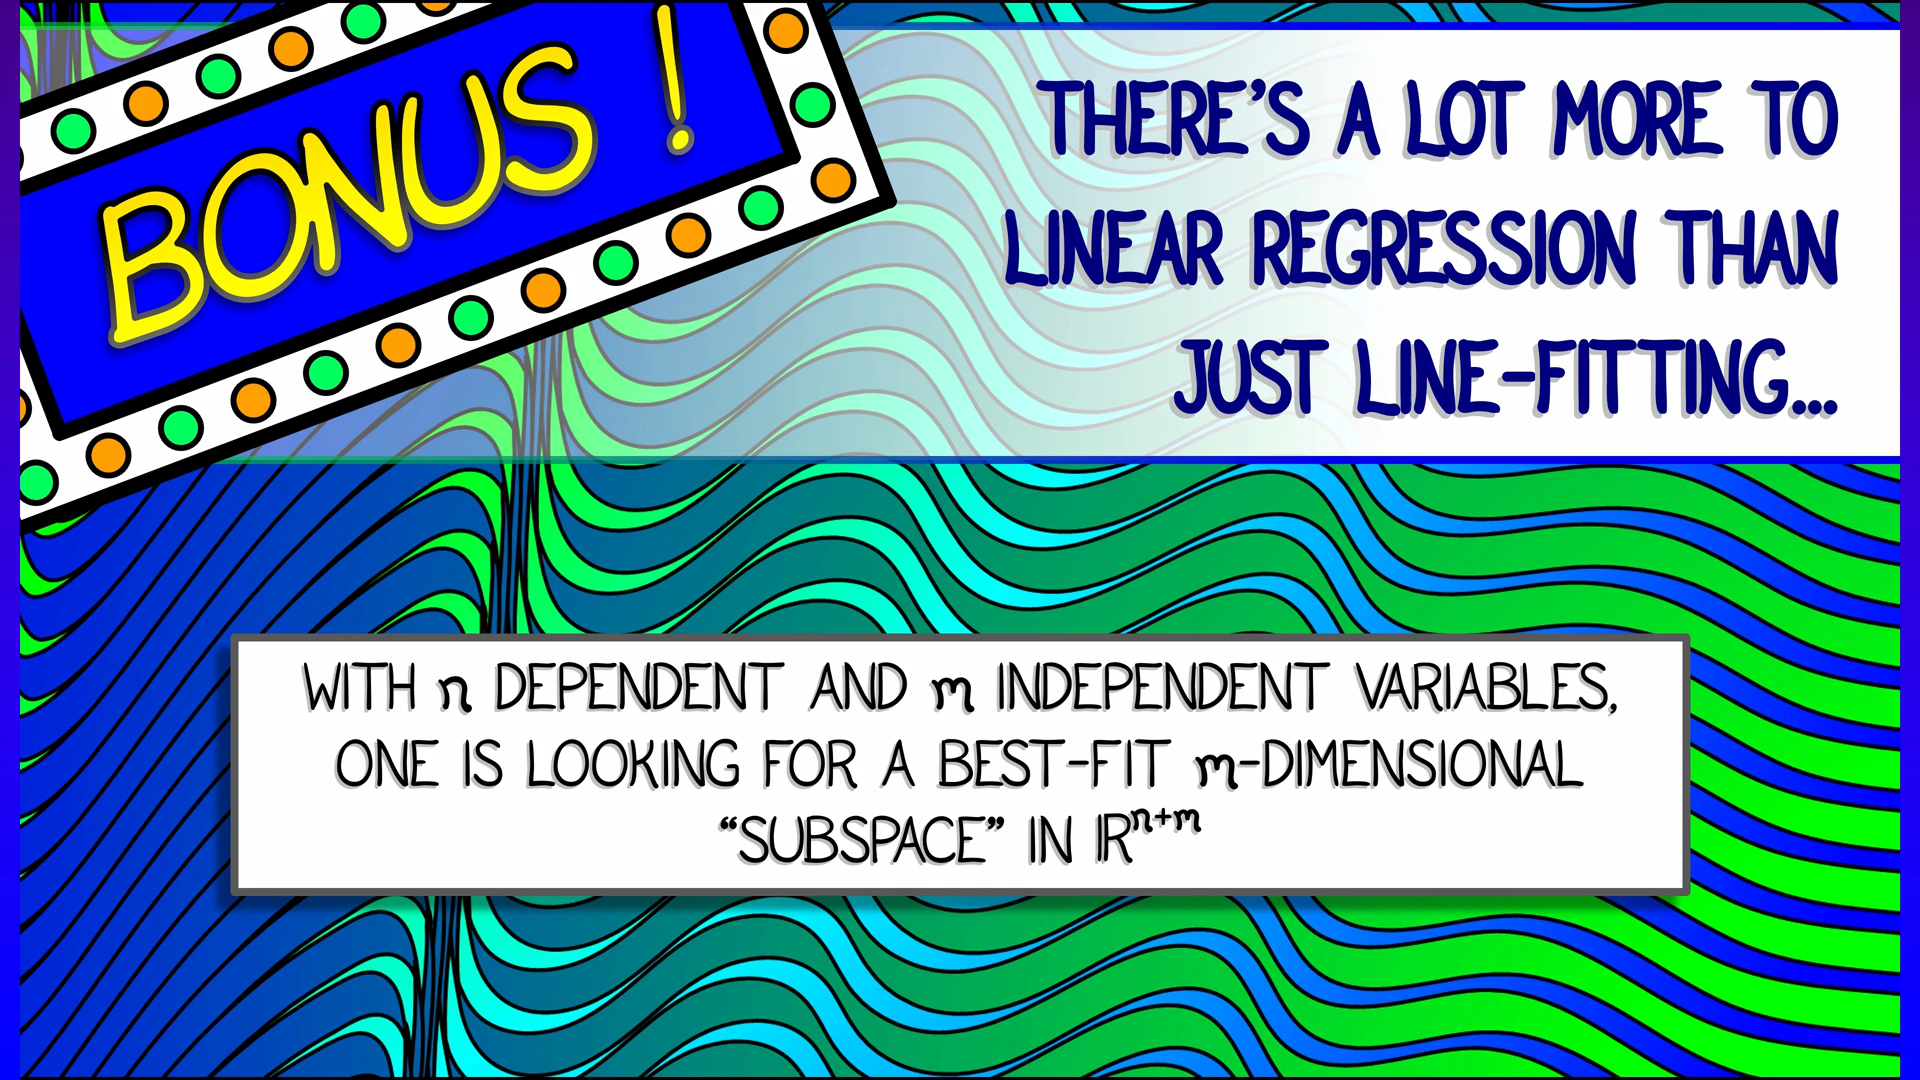 BONUS!
THERE'S A LOT MORE TO
LINEAR REGRESSION THAN
JUST LINE-FITTING...
WITH n DEPENDENT AND m INDEPENDENT VARIABLES,
ONE IS LOOKING FOR A BEST-FIT m-DIMENSIONAL
“SUBSPACE” IN ℝⁿ⁺ᵐ